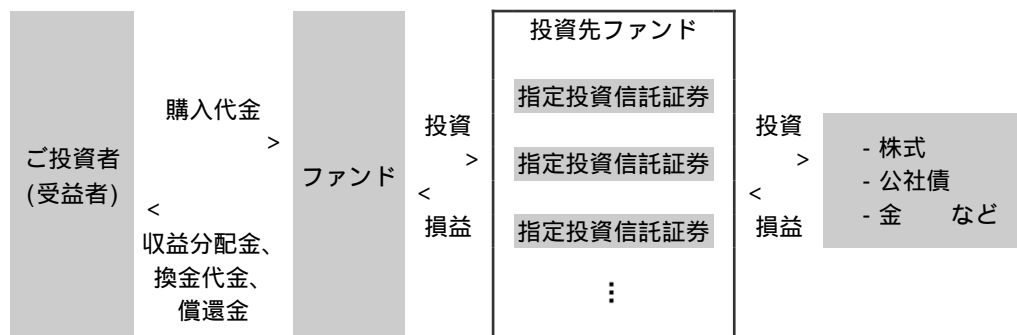 ご投資者
(受益者)
購入代金
>
<
収益分配金、
換金代金、
償還金
ファンド
投資
>
<
損益
投資先ファンド
指定投資信託証券
指定投資信託証券
指定投資信託証券
⋮
投資
>
<
損益
- 株式
- 公社債
- 金　など